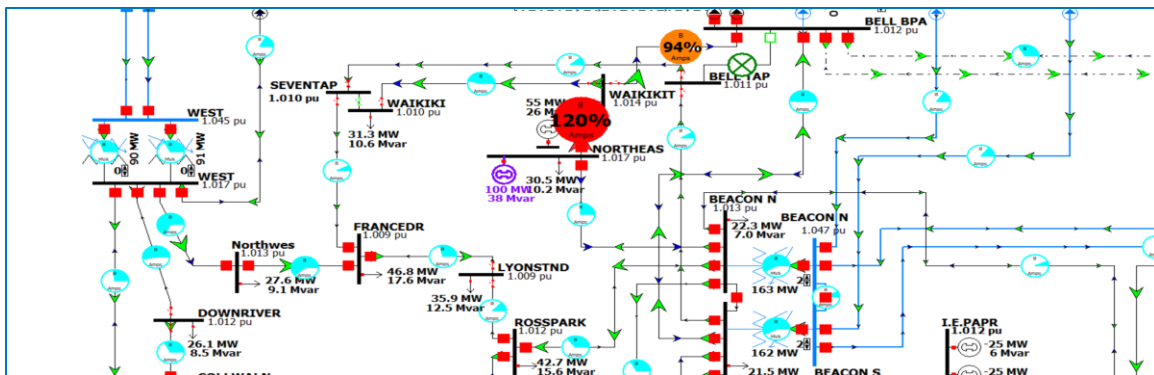 BELL BPA
1.012 pu
B
94%
Amps
SEVENTAP
1.010 pu
WAIKIKI
1.010 pu
31.3 MW
10.6 Mvar
WAIKIKIT
1.014 pu
BELLTAP
1.011 pu
55 MW
26 M
B
120%
Amps
NORTHEAS
1.017 pu
100 MW
38 Mvar
30.5 MW
10.2 Mvar
WEST
1.045 pu
90 MW
91 MW
0
0
WEST
1.017 pu
Northwes
1.013 pu
27.6 MW
9.1 Mvar
FRANCEDR
1.009 pu
46.8 MW
17.6 Mvar
LYONSTND
1.009 pu
35.9 MW
12.5 Mvar
BEACON N
1.013 pu
22.3 MW
7.0 Mvar
BEACON N
1.047 pu
163 MW
2
DOWNRIVER
1.012 pu
26.1 MW
8.5 Mvar
ROSSPARK
1.012 pu
42.7 MW
15.6 Mvar
162 MW
2
21.5 MW
BEACON S
I.E.PAPR
1.012 pu
-25 MW
6 Mvar
-25 MW